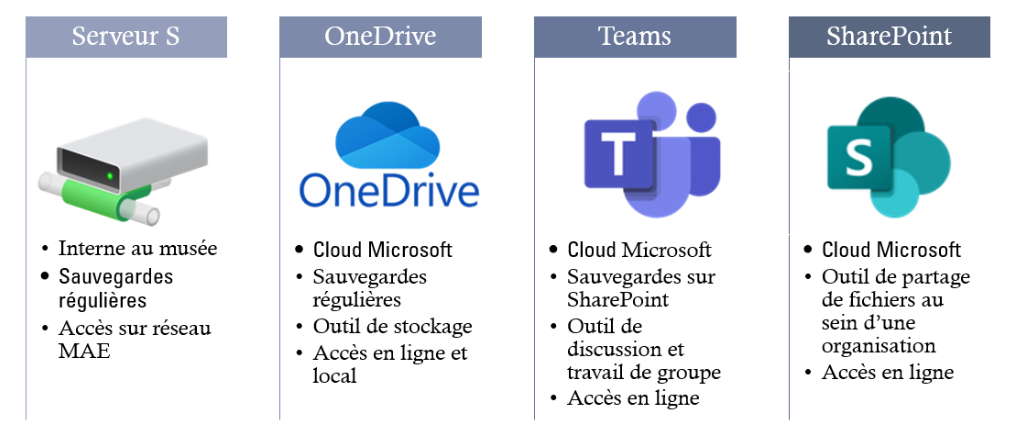 Serveur S
• Interne au musée
• Sauvegardes
régulières
• Accès sur réseau
MAE
OneDrive
OneDrive
• Cloud Microsoft
• Sauvegardes
régulières
• Outil de stockage
• Accès en ligne et
local
Teams
T
• Cloud Microsoft
• Sauvegardes sur
SharePoint
• Outil de
discussion et
travail de groupe
• Accès en ligne
SharePoint
S
• Cloud Microsoft
• Outil de partage
de fichiers au
sein d’une
organisation
• Accès en ligne